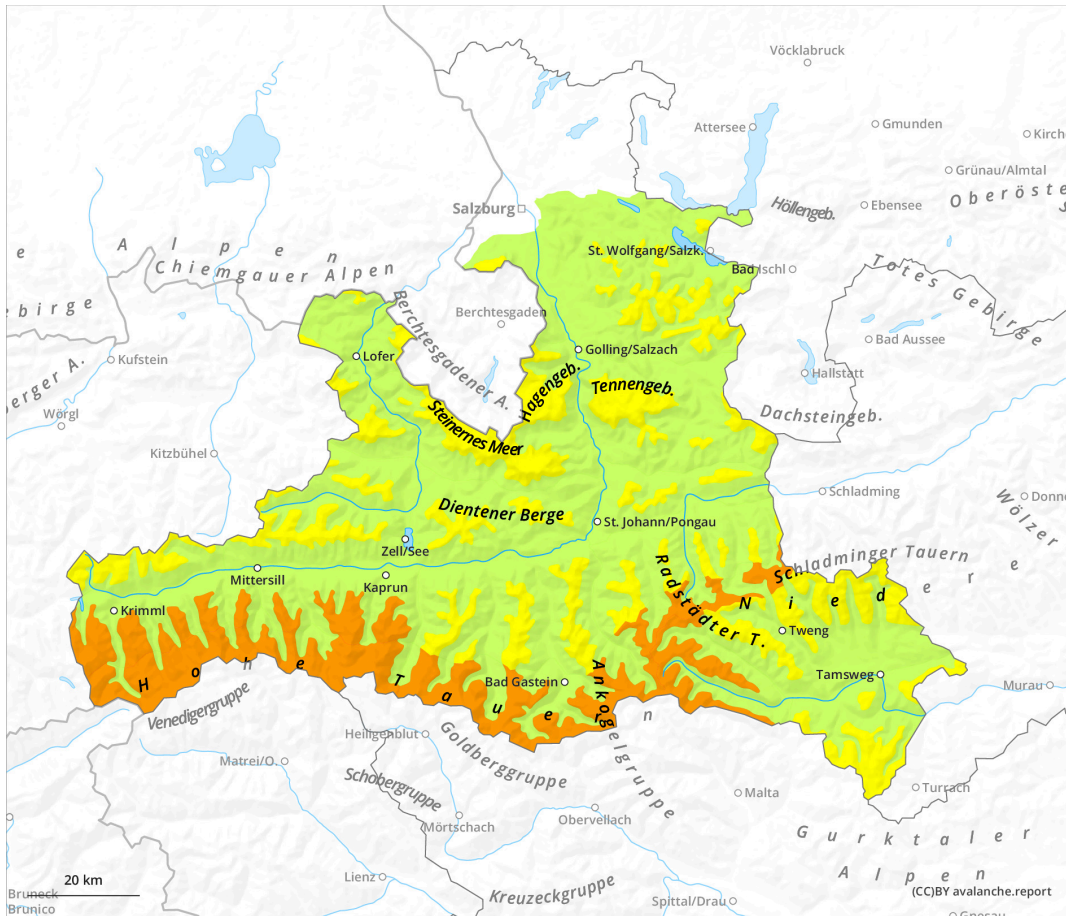 Vöcklabruck
Attersee
Gmunden
Kirch
Grünau/Almtal
Oberöste
S
Höllengeb.
Ebensee
Salzburg
e
Alpen
Chiemgauer Alpen
ebirge
St. Wolfgang/Salzk.
Bad Ischl
Totes Gebirge
Berchtesgaden
Berchtesgadener A.
Kufstein
Lofer
Golling/Salzach
Bad Aussee
berger A.
Wörgl
Hagengeb.
Tennengeb.
Hallstatt
Dachsteingeb.
Steinernes Meer
Kitzbühel
Schladming
Donne
Wölzer
Dientener Berge
St. Johann/Pongau
Zell/See
Mittersill
Kaprun
Schladminger Tauern
Krimml
Radstädter T.
Nied
ere
Tweng
Hohe
Tauern
Bad Gastein
Ankogelgruppe
Tamsweg
Murau
Venedigergruppe
Heiligenblut
Goldberggruppe
Matrei/O.
Schobergruppe
Mörtschach
Obervellach
Malta
Turrach
Gurktaler
Alpen
20 km
Bruneck
Brunico
Lienz
Kreuzeckgruppe
Spittal/Drau
(CC)BY avalanche.report